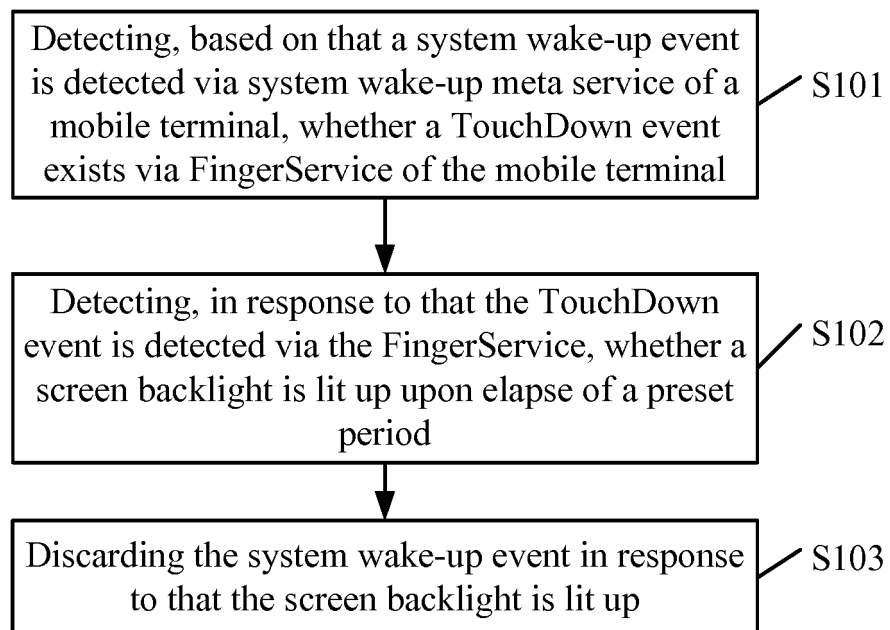 Detecting, based on that a system wake-up event
is detected via system wake-up meta service of a
mobile terminal, whether a TouchDown event
exists via FingerService of the mobile terminal
S101
Detecting, in response to that the TouchDown
event is detected via the FingerService, whether a
screen backlight is lit up upon elapse of a preset
period
S102
Discarding the system wake-up event in response
to that the screen backlight is lit up
S103